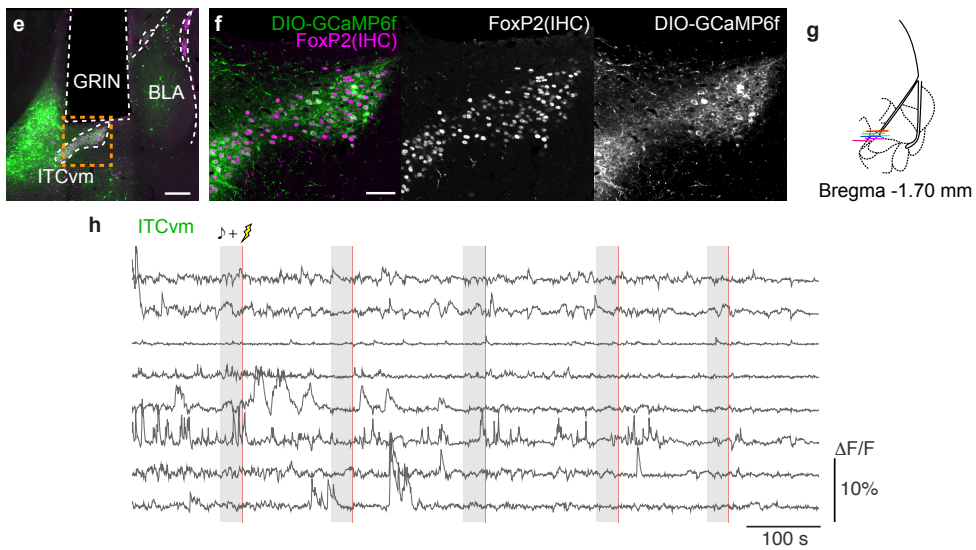 e
GRIN
BLA
ITCvm
f
DIO-GCaMP6f
FoxP2(IHC)
FoxP2(IHC)
DIO-GCaMP6f
g
Bregma -1.70 mm
h
ITCvm
♪+
ΔF/F
10%
100 s